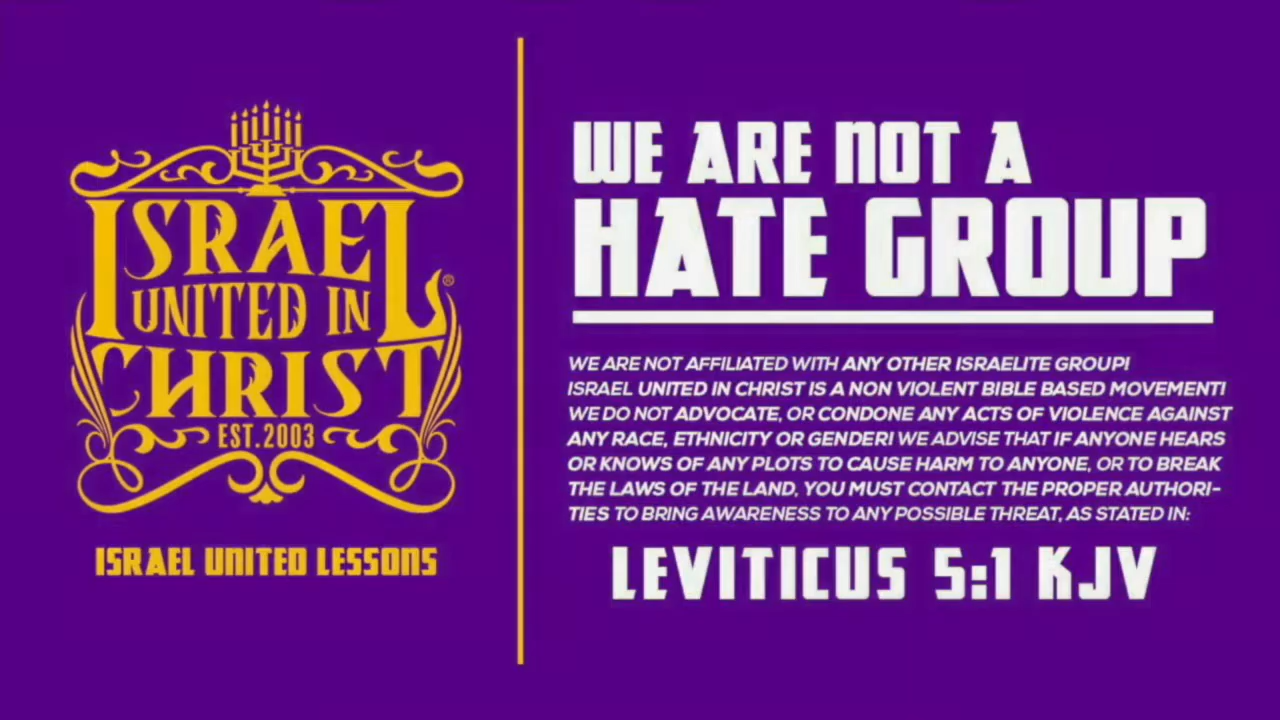 ISRAEL
UNITED IN
CHRIST
EST. 2003
®
ISRAEL UNITED LESSONS
WE ARE NOT A
HATE GROUP
WE ARE NOT AFFILIATED WITH ANY OTHER ISRAELITE GROUP!
ISRAEL UNITED IN CHRIST IS A NON VIOLENT BIBLE BASED MOVEMENT!
WE DO NOT ADVOCATE, OR CONDONE ANY ACTS OF VIOLENCE AGAINST
ANY RACE, ETHNICITY OR GENDER! WE ADVISE THAT IF ANYONE HEARS
OR KNOWS OF ANY PLOTS TO CAUSE HARM TO ANYONE, OR TO BREAK
THE LAWS OF THE LAND, YOU MUST CONTACT THE PROPER AUTHORI-
TIES TO BRING AWARENESS TO ANY POSSIBLE THREAT, AS STATED IN:
LEVITICUS 5:1 KJV